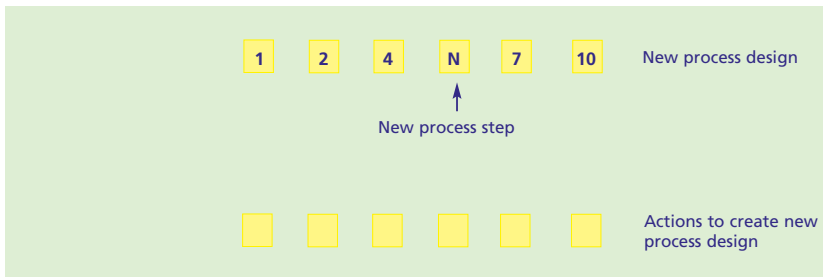 1 2 4 N 7 10 New process design
New process step
Actions to create new
process design